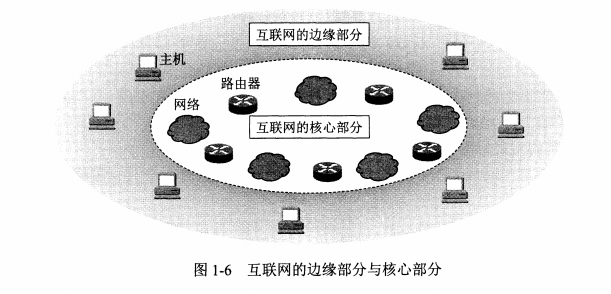 互联网的边缘部分
主机
路由器
网络
互联网的核心部分
图 1-6 互联网的边缘部分与核心部分